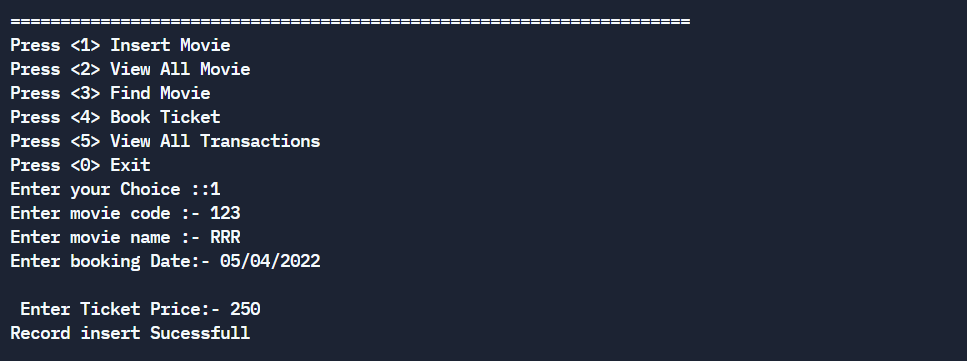 ====================================================================
Press <1> Insert Movie
Press <2> View All Movie
Press <3> Find Movie
Press <4> Book Ticket
Press <5> View All Transactions
Press <0> Exit
Enter your Choice ::1
Enter movie code :- 123
Enter movie name :- RRR
Enter booking Date:- 05/04/2022
Enter Ticket Price:- 250
Record insert Sucessfull